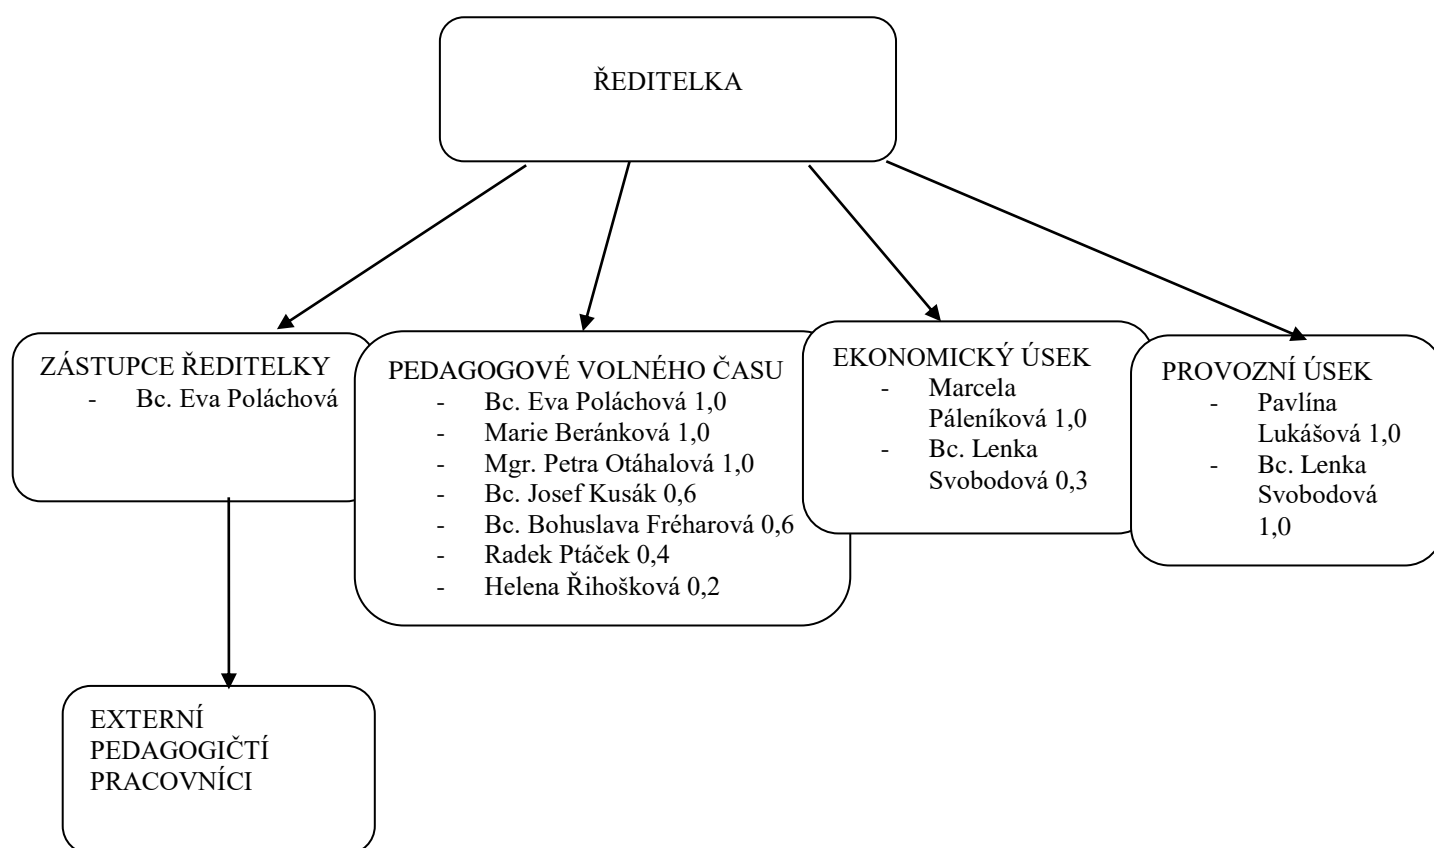 ŘEDITELKA
ZÁSTUPCE ŘEDITELKY
- Bc. Eva Poláchová
PEDAGOGOVÉ VOLNÉHO ČASU
- Bc. Eva Poláchová 1,0
- Marie Beránková 1,0
- Mgr. Petra Otáhalová 1,0
- Bc. Josef Kusák 0,6
- Bc. Bohuslava Fréharová 0,6
- Radek Ptáček 0,4
- Helena Řihošková 0,2
EKONOMICKÝ ÚSEK
- Marcela
Páleníková 1,0
- Bc. Lenka
Svobodová 0,3
PROVOZNÍ ÚSEK
- Pavlína
Lukášová 1,0
- Bc. Lenka
Svobodová
1,0
EXTERNÍ
PEDAGOGIČTÍ
PRACOVNÍCI